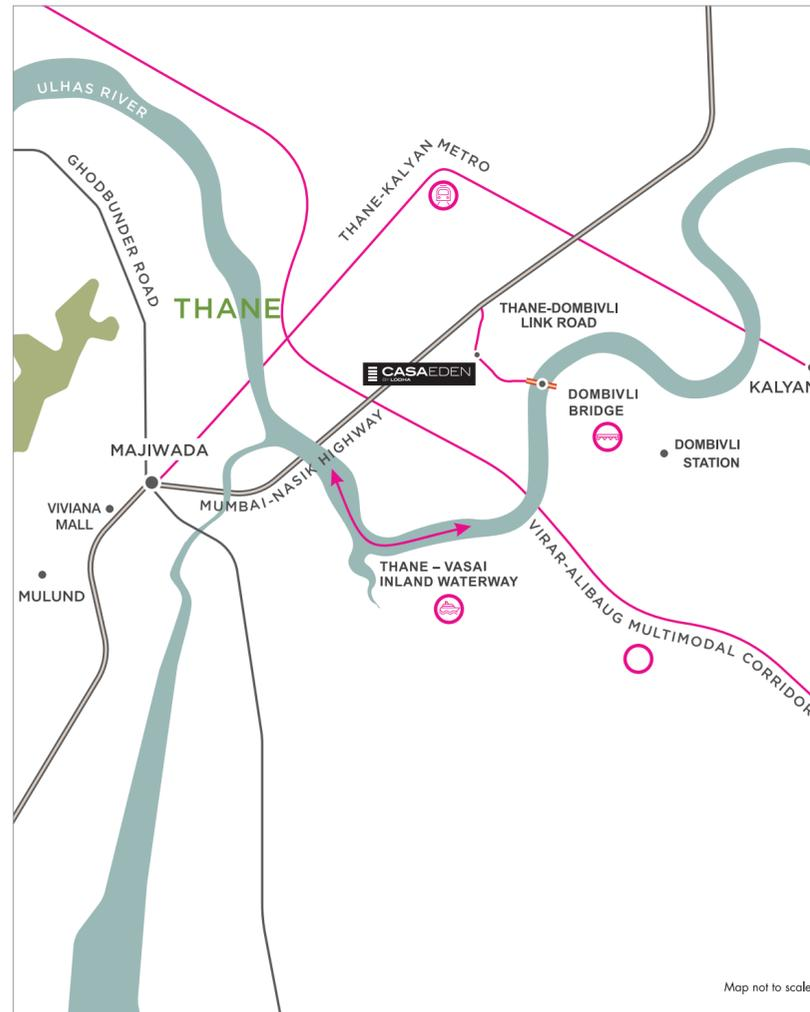 ULHAS RIVER
GHODBUNDER ROAD
THANE-KALYAN METRO
THANE
THANE-DOMBIVLI
LINK ROAD
CASAEDEN
BY LODHA
KALYAN
DOMBIVLI
BRIDGE
DOMBIVLI
STATION
MAJIWADA
MUMBAI-NASIK HIGHWAY
VIVIANA
MALL
MULUND
THANE – VASAI
INLAND WATERWAY
VIRAR-ALIBAUG MULTIMODAL CORRIDOR
Map not to scale